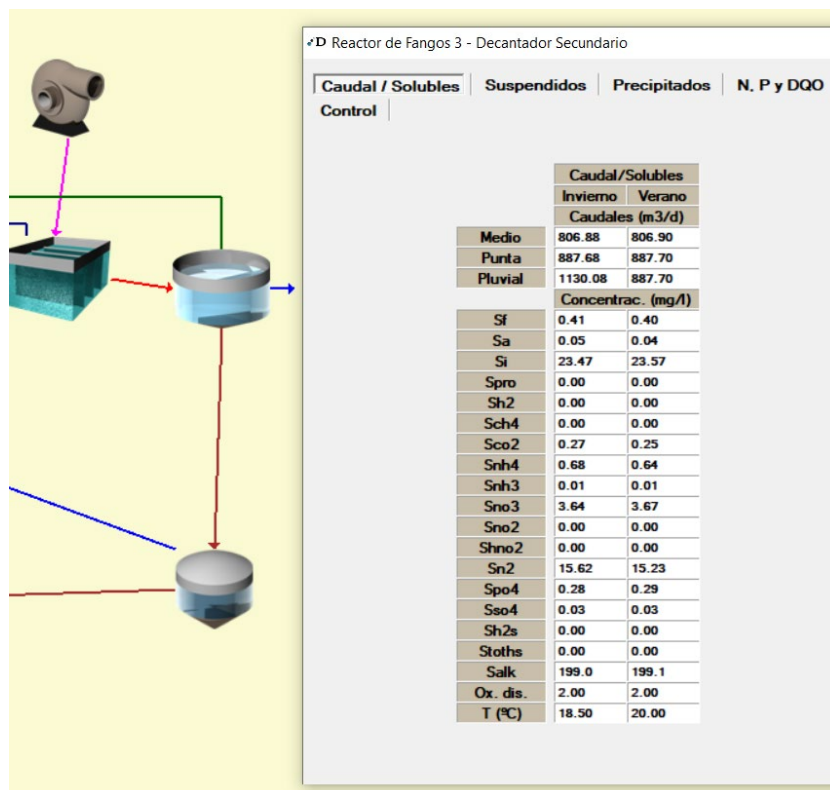 D Reactor de Fangos 3 - Decantador Secundario
Caudal / Solubles Suspendidos Precipitados N, P y DQO
Control
Caudal/Solubles
Invierno Verano
Caudales (m3/d)
Medio 806.88 806.90
Punta 887.68 887.70
Pluvial 1130.08 887.70
Concentrac. (mg/l)
Sf 0.41 0.40
Sa 0.05 0.04
Si 23.47 23.57
Spro 0.00 0.00
Sh2 0.00 0.00
Sch4 0.00 0.00
Sco2 0.27 0.25
Snh4 0.68 0.64
Snh3 0.01 0.01
Sno3 3.64 3.67
Sno2 0.00 0.00
Shno2 0.00 0.00
Sn2 15.62 15.23
Spo4 0.28 0.29
Sso4 0.03 0.03
Sh2s 0.00 0.00
Stoths 0.00 0.00
Salk 199.0 199.1
Ox. dis. 2.00 2.00
T (ºC) 18.50 20.00